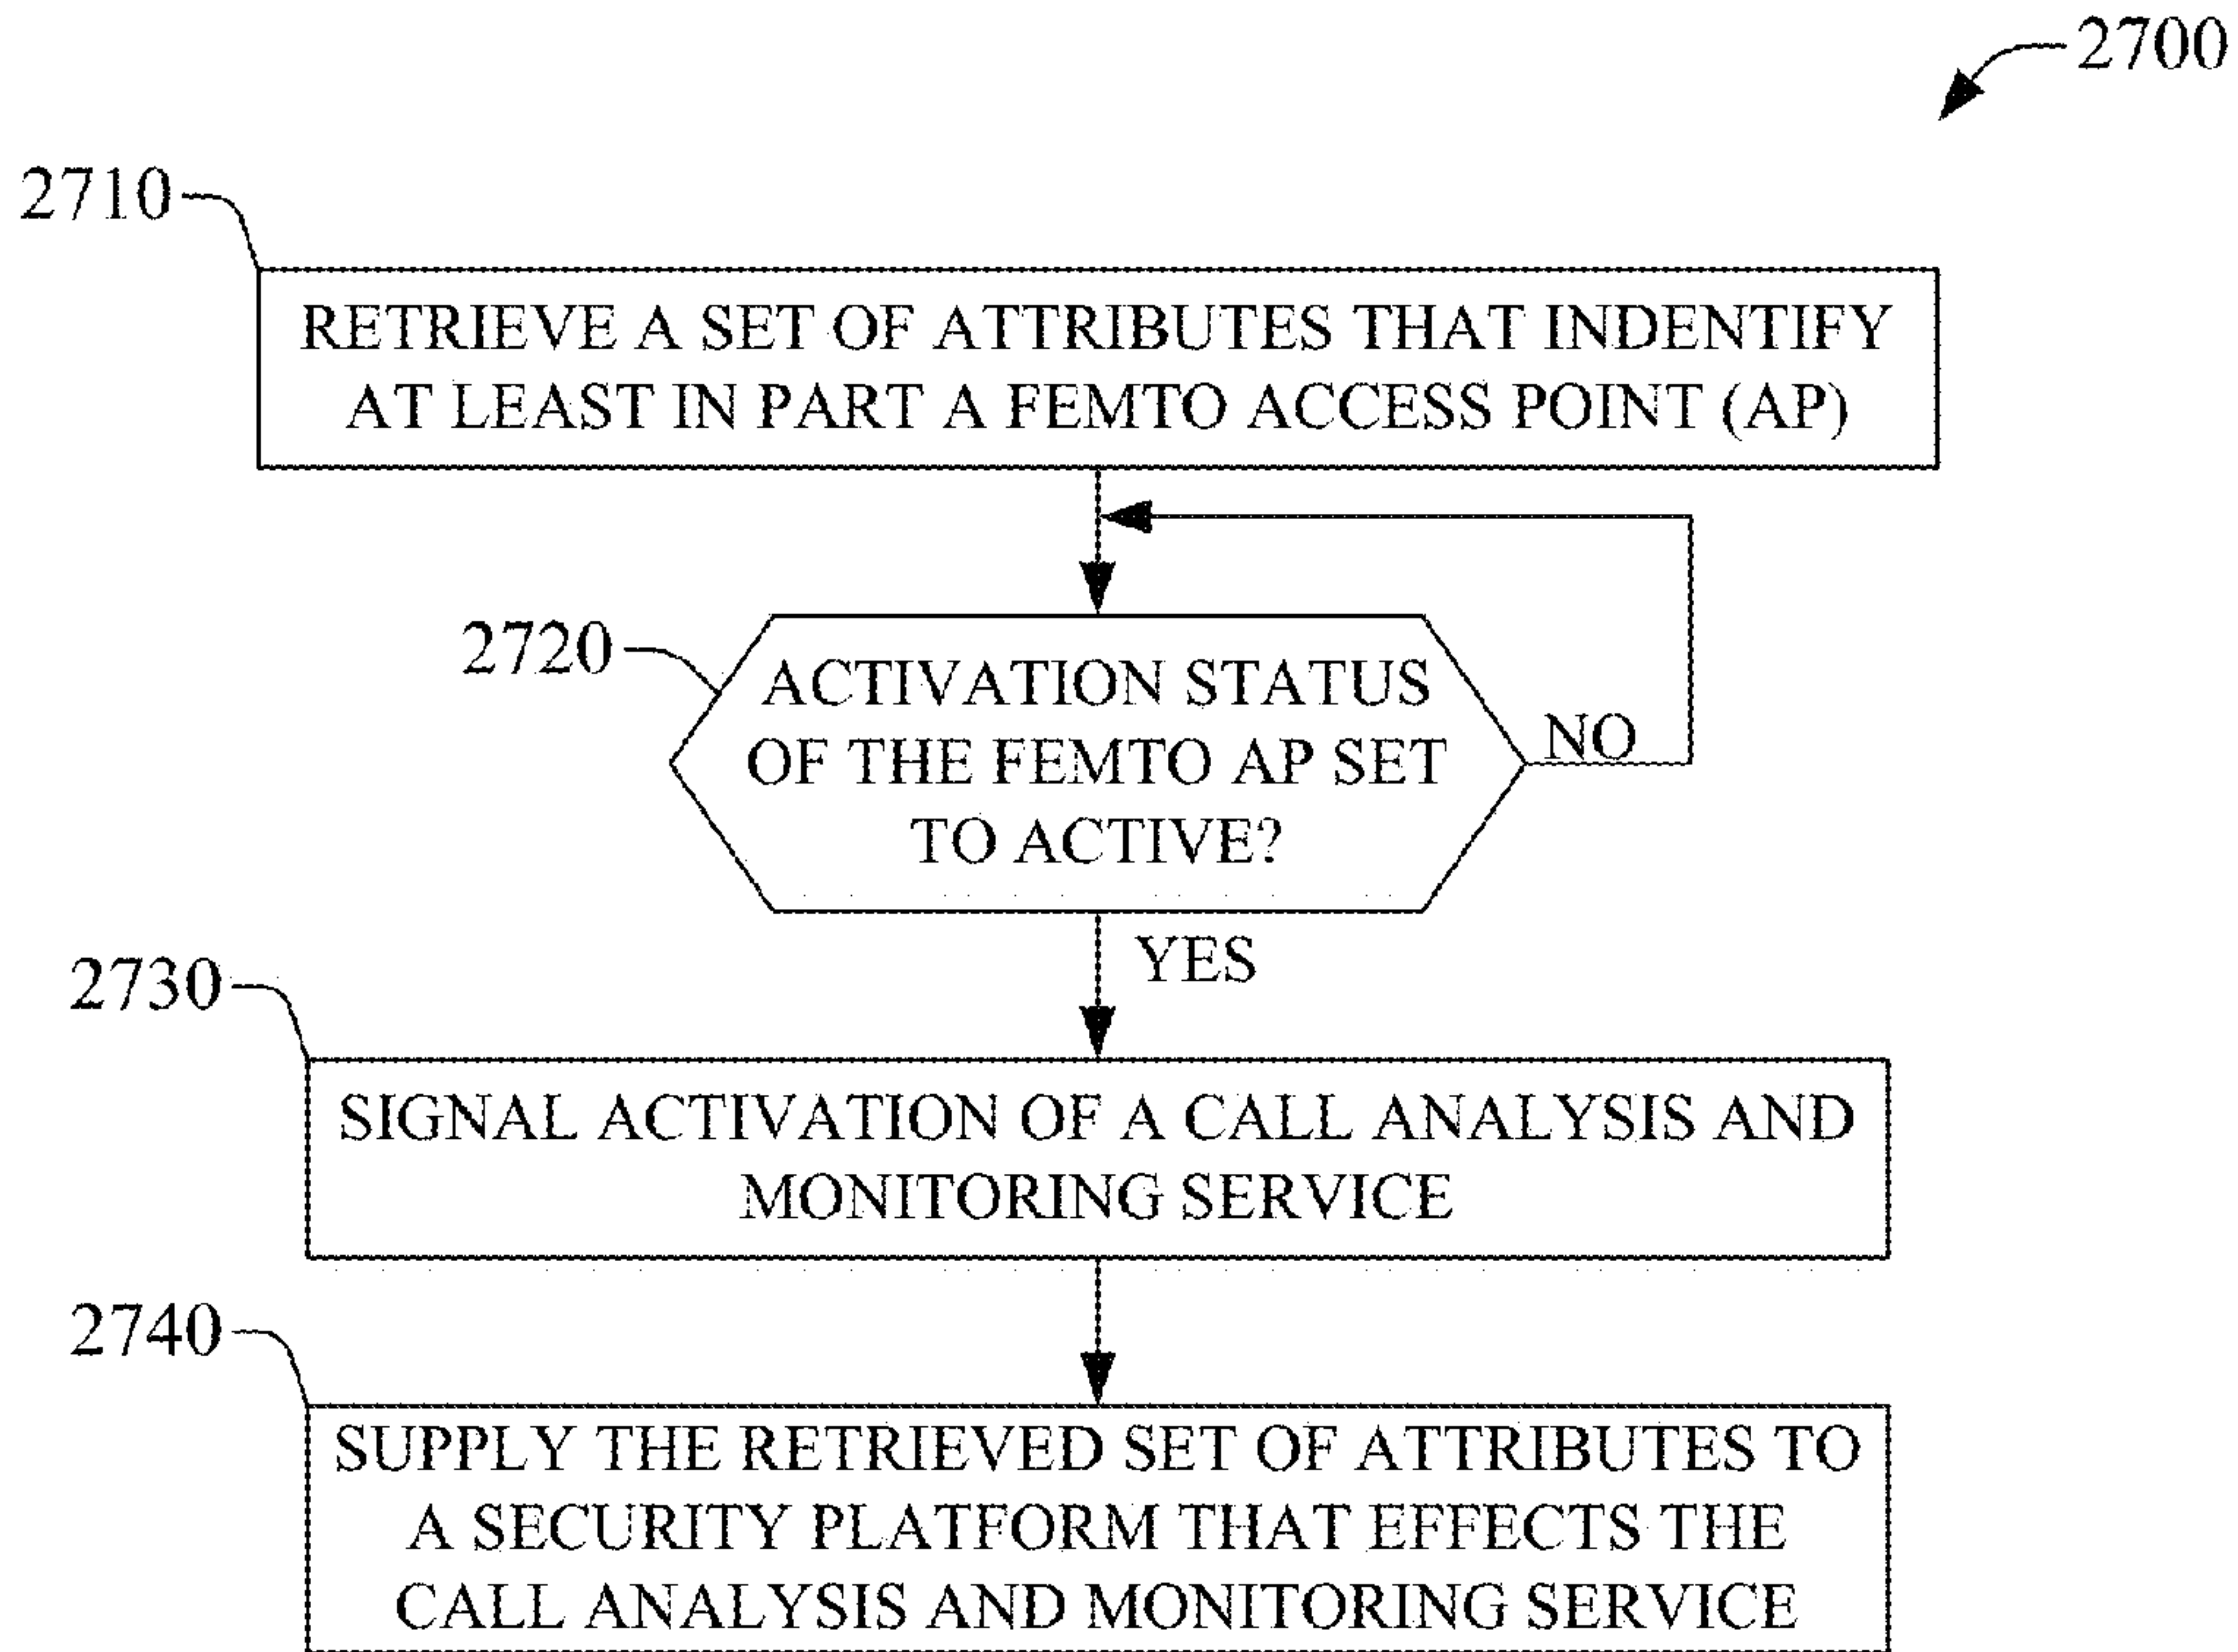 2700
2710
RETRIEVE A SET OF ATTRIBUTES THAT INDENTIFY
AT LEAST IN PART A FEMTO ACCESS POINT (AP)
2720
ACTIVATION STATUS
OF THE FEMTO AP SET
TO ACTIVE?
NO
YES
2730
SIGNAL ACTIVATION OF A CALL ANALYSIS AND
MONITORING SERVICE
2740
SUPPLY THE RETRIEVED SET OF ATTRIBUTES TO
A SECURITY PLATFORM THAT EFFECTS THE
CALL ANALYSIS AND MONITORING SERVICE